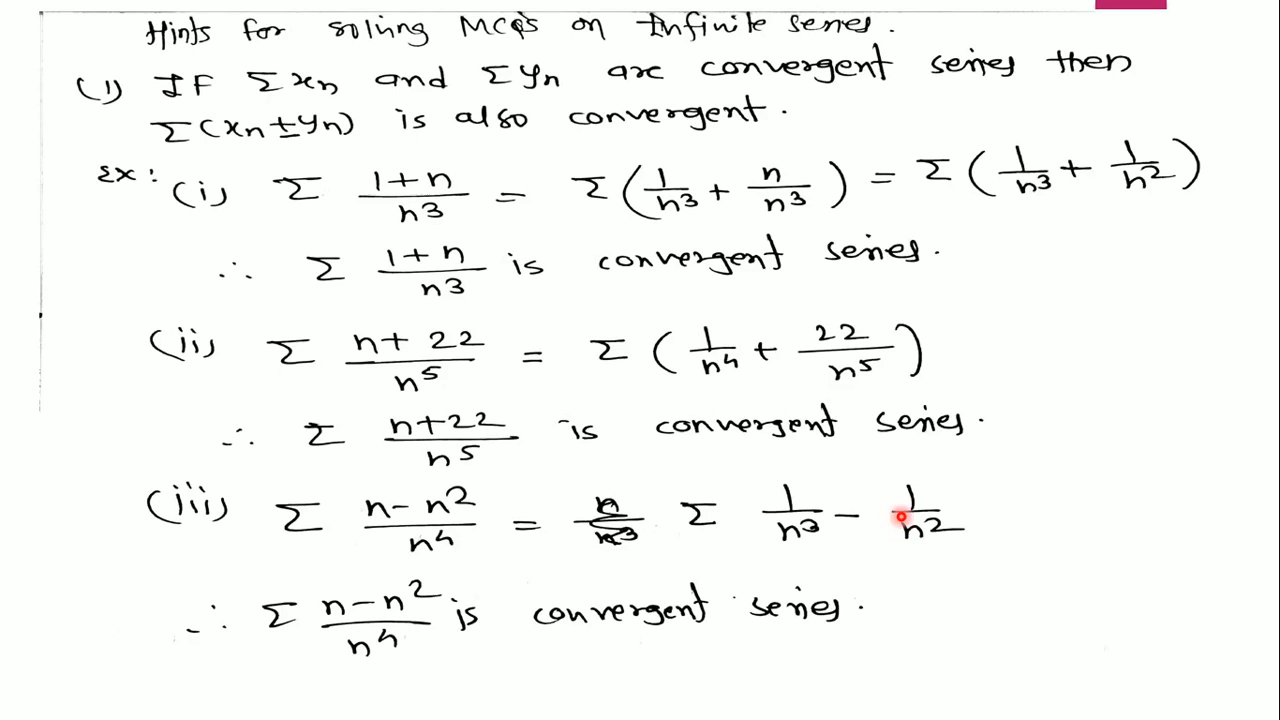 Hints for solving MCQs on Infinite series.
(1) IF Σxn and Σyn are convergent series then
Σ(xn±yn) is also convergent.
Ex: (i) Σ (1+n)/n³ = Σ(1/n³ + n/n³) = Σ(1/n³ + 1/n²)
∴ Σ (1+n)/n³ is convergent series.
(ii) Σ (n+22)/n⁵ = Σ(1/n⁴ + 22/n⁵)
∴ Σ (n+22)/n⁵ is convergent series.
(iii) Σ (n-n²)/n⁴ = Σ 1/n³ - 1/n²
∴ Σ (n-n²)/n⁴ is convergent series.